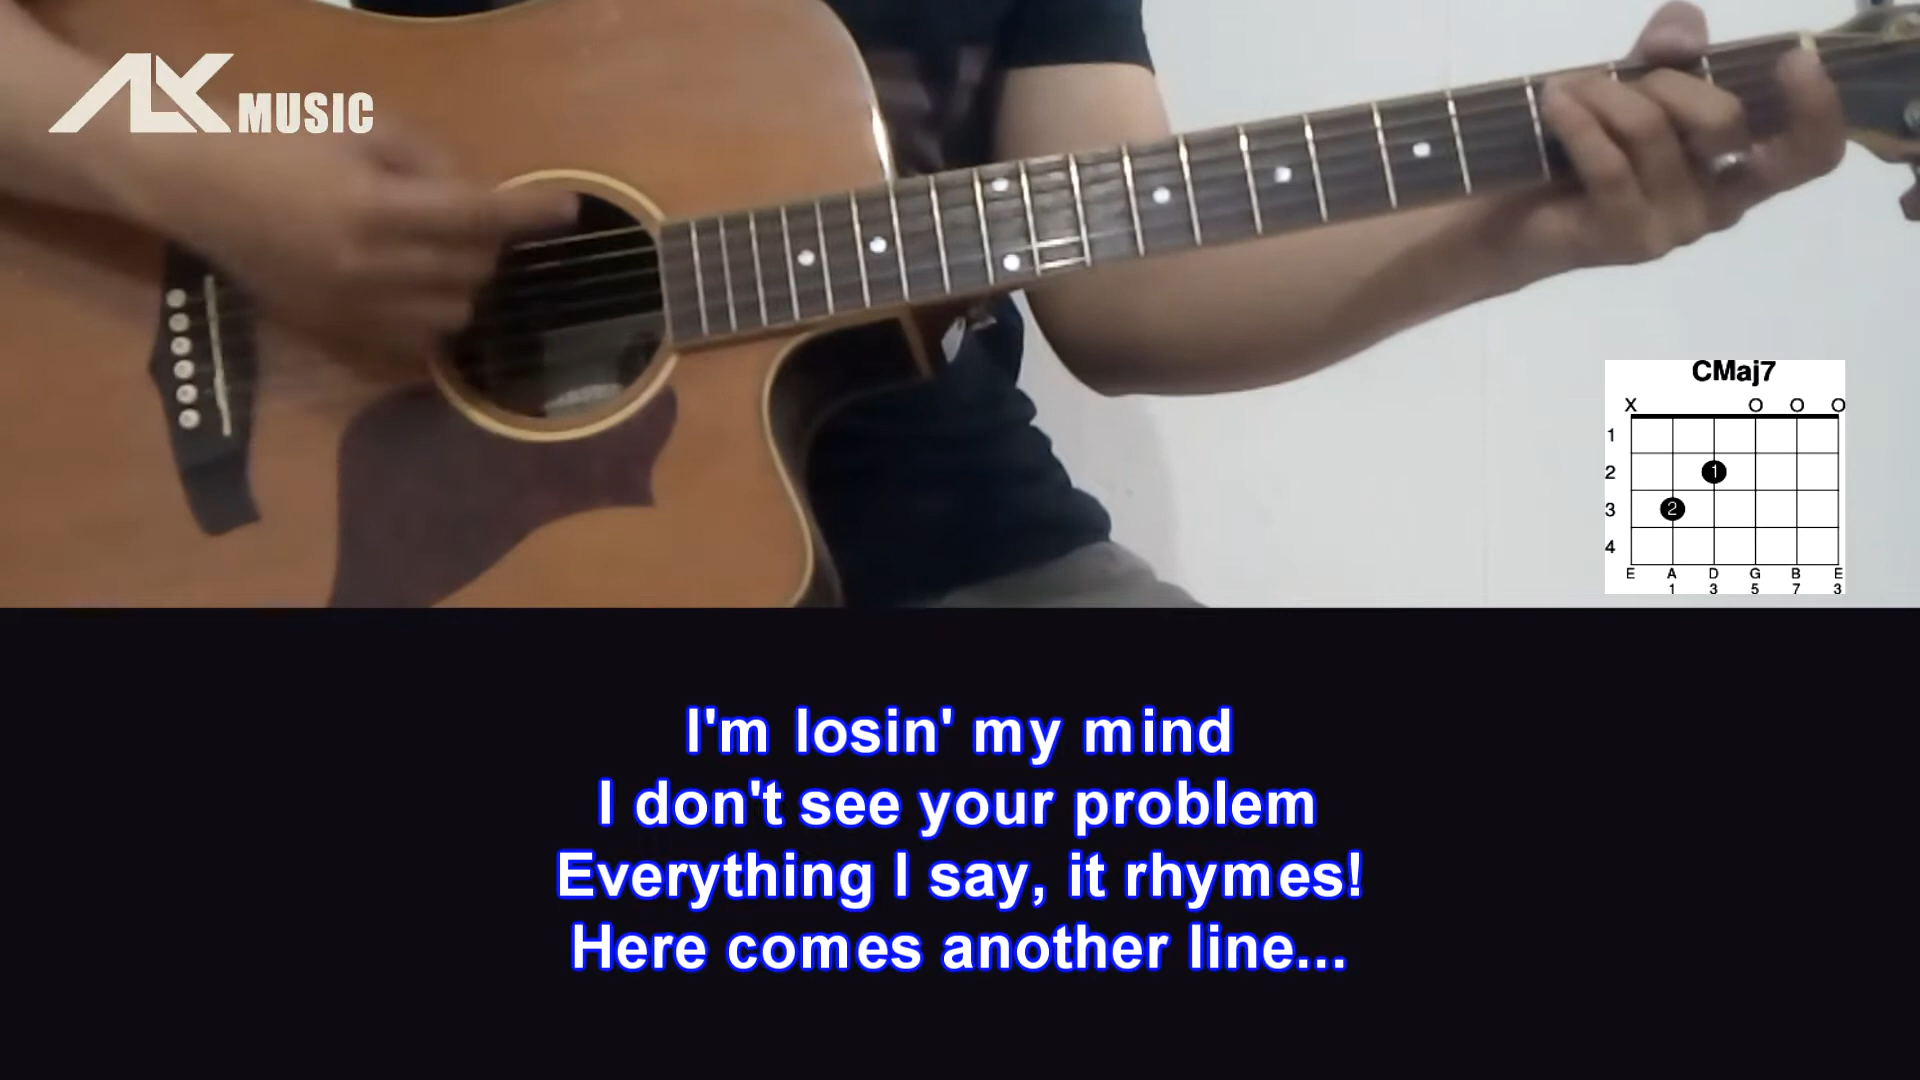 ALK MUSIC
CMaj7
X O O O
1
2 1
3 2
4
E A D G B E
1 3 5 7 3
I'm losin' my mind
I don't see your problem
Everything I say, it rhymes!
Here comes another line...